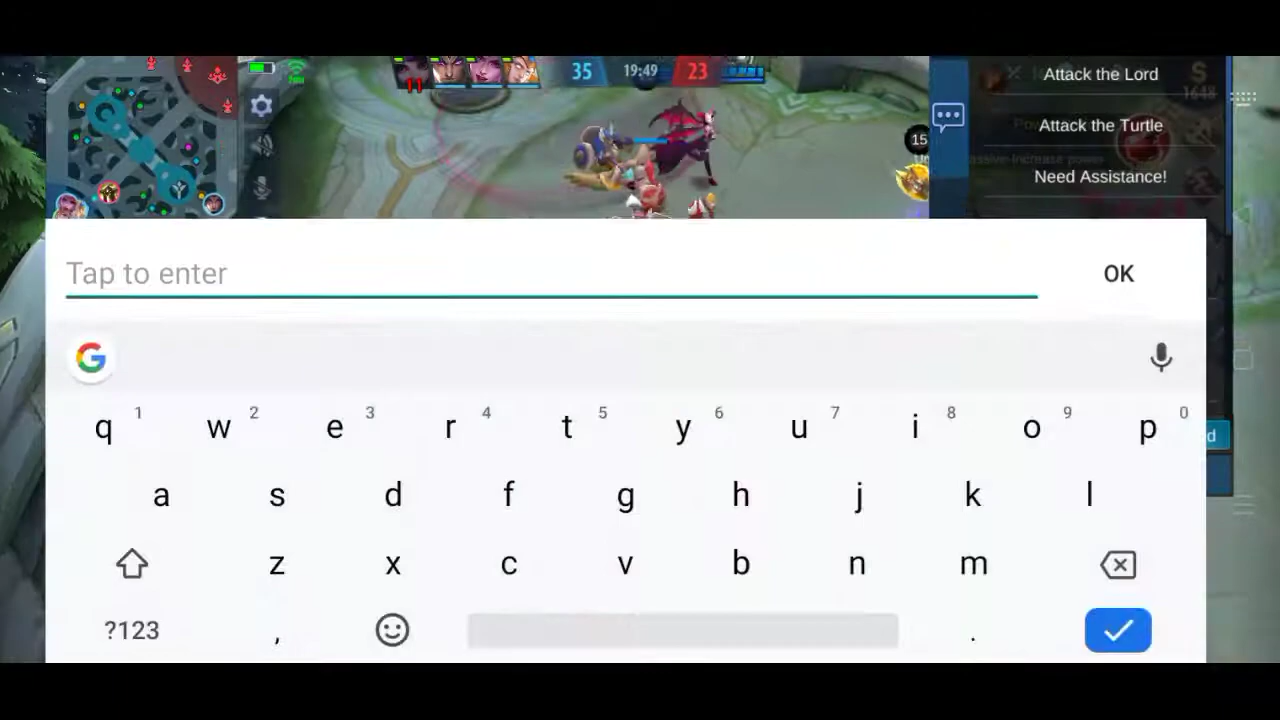 35 19:49 23
Attack the Lord
1648
Attack the Turtle
15
Need Assistance!
Tap to enter
OK
q 1 w 2 e 3 r 4 t 5 y 6 u 7 i 8 o 9 p 0
a s d f g h j k l
z x c v b n m
?123 , .